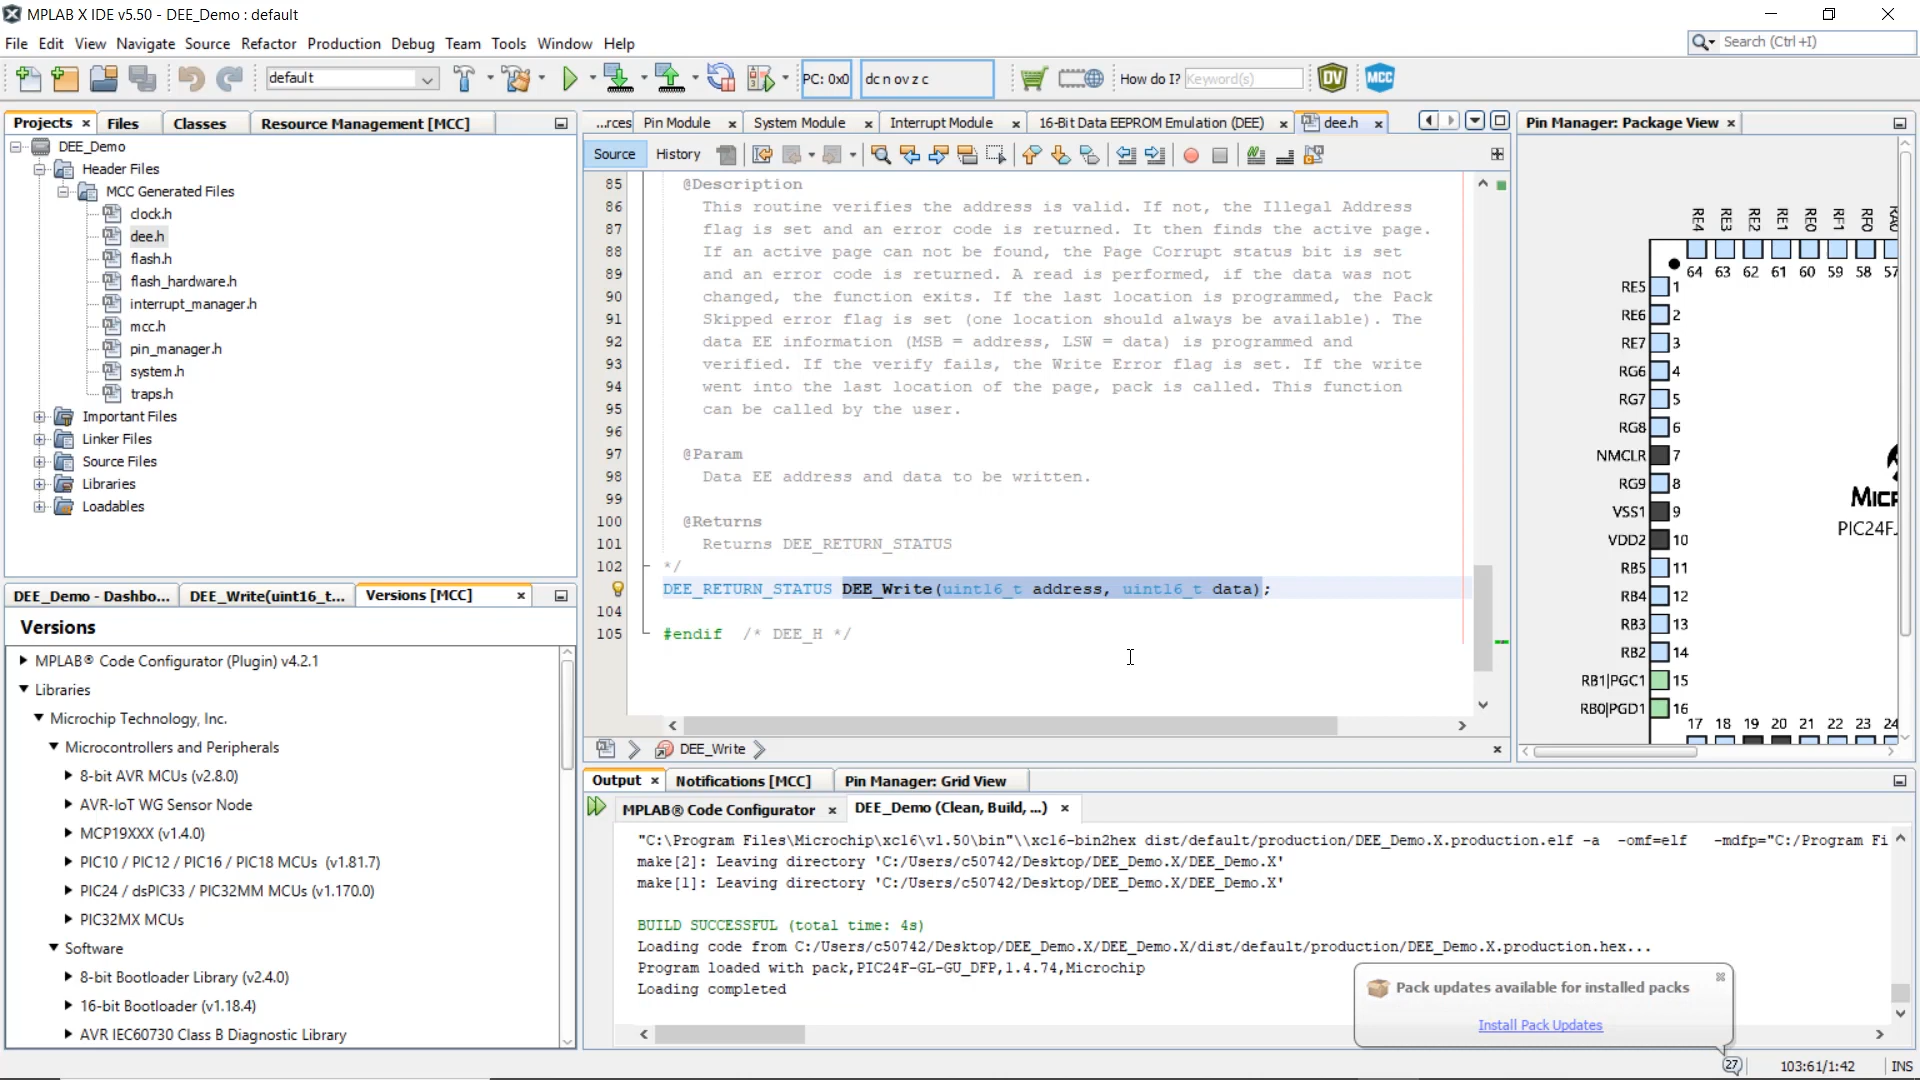 MPLAB X IDE v5.50 - DEE_Demo : default
File Edit View Navigate Source Refactor Production Debug Team Tools Window Help
Search (Ctrl+I)
default
PC: 0x0
dc n ov z c
How do I?
Keyword(s)
DV
MCC
Projects
Files
Classes
Resource Management [MCC]
DEE_Demo
Header Files
MCC Generated Files
clock.h
dee.h
flash.h
flash_hardware.h
interrupt_manager.h
mcc.h
pin_manager.h
system.h
traps.h
Important Files
Linker Files
Source Files
Libraries
Loadables
DEE_Demo - Dashbo...
DEE_Write(uint16_t...
Versions [MCC]
Versions
MPLAB® Code Configurator (Plugin) v4.2.1
Libraries
Microchip Technology, Inc.
Microcontrollers and Peripherals
8-bit AVR MCUs (v2.8.0)
AVR-IoT WG Sensor Node
MCP19XXX (v1.4.0)
PIC10 / PIC12 / PIC16 / PIC18 MCUs (v1.81.7)
PIC24 / dsPIC33 / PIC32MM MCUs (v1.170.0)
PIC32MX MCUs
Software
8-bit Bootloader Library (v2.4.0)
16-bit Bootloader (v1.18.4)
AVR IEC60730 Class B Diagnostic Library
...rces
Pin Module
System Module
Interrupt Module
16-Bit Data EEPROM Emulation (DEE)
dee.h
Source
History
85 @Description
86 This routine verifies the address is valid. If not, the Illegal Address
87 flag is set and an error code is returned. It then finds the active page.
88 If an active page can not be found, the Page Corrupt status bit is set
89 and an error code is returned. A read is performed, if the data was not
90 changed, the function exits. If the last location is programmed, the Pack
91 Skipped error flag is set (one location should always be available). The
92 data EE information (MSB = address, LSW = data) is programmed and
93 verified. If the verify fails, the Write Error flag is set. If the write
94 went into the last location of the page, pack is called. This function
95 can be called by the user.
96
97 @Param
98 Data EE address and data to be written.
99
100 @Returns
101 Returns DEE_RETURN_STATUS
102 */
DEE_RETURN_STATUS DEE_Write(uint16_t address, uint16_t data);
104
105 #endif /* DEE_H */
DEE_Write
Pin Manager: Package View
RE4 RE3 RE2 RE1 RE0 RF1 RF0
64 63 62 61 60 59 58 57
RE5 1
RE6 2
RE7 3
RG6 4
RG7 5
RG8 6
NMCLR 7
RG9 8
VSS1 9
VDD2 10
RB5 11
RB4 12
RB3 13
RB2 14
RB1|PGC1 15
RB0|PGD1 16
17 18 19 20 21 22 23 24
PIC24FJ
Output
Notifications [MCC]
Pin Manager: Grid View
MPLAB® Code Configurator
DEE_Demo (Clean, Build, ...)
"C:\Program Files\Microchip\xc16\v1.50\bin"\\xc16-bin2hex dist/default/production/DEE_Demo.X.production.elf -a -omf=elf -mdfp="C:/Program Fi
make[2]: Leaving directory 'C:/Users/c50742/Desktop/DEE_Demo.X/DEE_Demo.X'
make[1]: Leaving directory 'C:/Users/c50742/Desktop/DEE_Demo.X/DEE_Demo.X'
BUILD SUCCESSFUL (total time: 4s)
Loading code from C:/Users/c50742/Desktop/DEE_Demo.X/DEE_Demo.X/dist/default/production/DEE_Demo.X.production.hex...
Program loaded with pack,PIC24F-GL-GU_DFP,1.4.74,Microchip
Loading completed
Pack updates available for installed packs
Install Pack Updates
27
103:61/1:42
INS